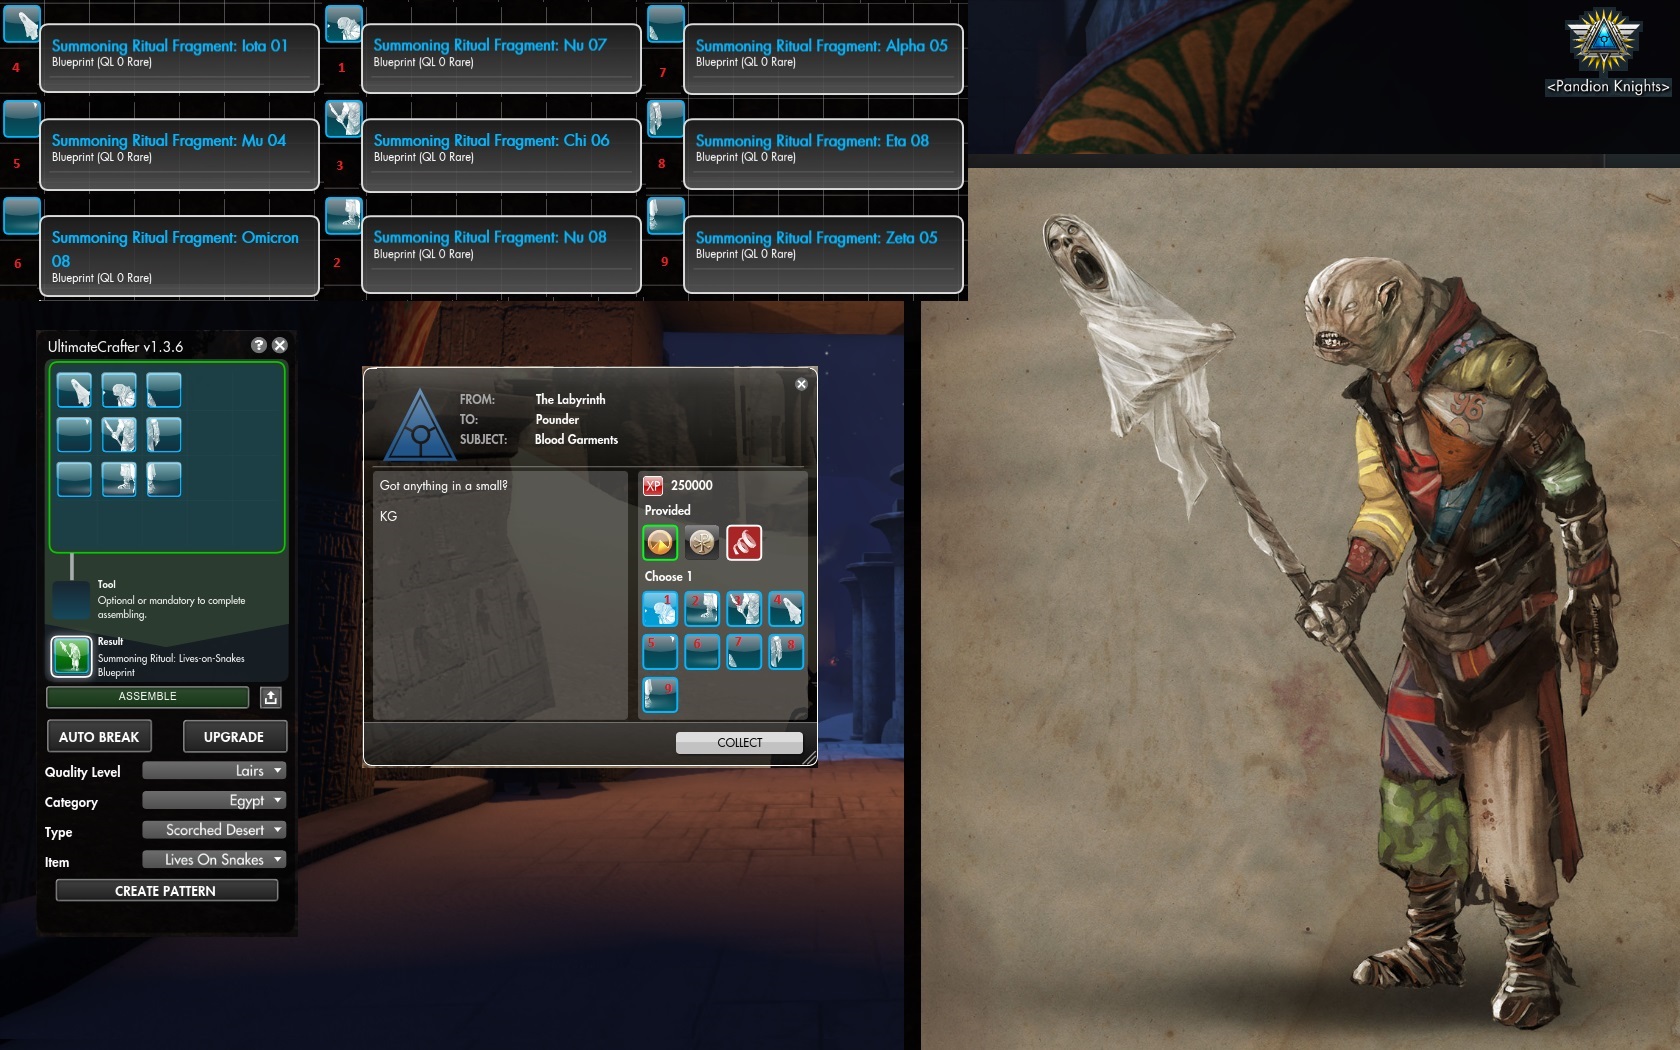 Summoning Ritual Fragment: Iota 01
Blueprint (QL 0 Rare)
4
Summoning Ritual Fragment: Nu 07
Blueprint (QL 0 Rare)
1
Summoning Ritual Fragment: Alpha 05
Blueprint (QL 0 Rare)
7
Summoning Ritual Fragment: Mu 04
Blueprint (QL 0 Rare)
5
Summoning Ritual Fragment: Chi 06
Blueprint (QL 0 Rare)
3
Summoning Ritual Fragment: Eta 08
Blueprint (QL 0 Rare)
8
Summoning Ritual Fragment: Omicron
08
Blueprint (QL 0 Rare)
6
Summoning Ritual Fragment: Nu 08
Blueprint (QL 0 Rare)
2
Summoning Ritual Fragment: Zeta 05
Blueprint (QL 0 Rare)
9
<Pandion Knights>
UltimateCrafter v1.3.6
?
Tool
Optional or mandatory to complete
assembling.
Result
Summoning Ritual: Lives-on-Snakes
Blueprint
ASSEMBLE
AUTO BREAK
UPGRADE
Quality Level
Lairs
Category
Egypt
Type
Scorched Desert
Item
Lives On Snakes
CREATE PATTERN
FROM: The Labyrinth
TO: Pounder
SUBJECT: Blood Garments
Got anything in a small?
KG
XP 250000
Provided
Choose 1
1 2 3 4
5 6 7 8
9
COLLECT
96